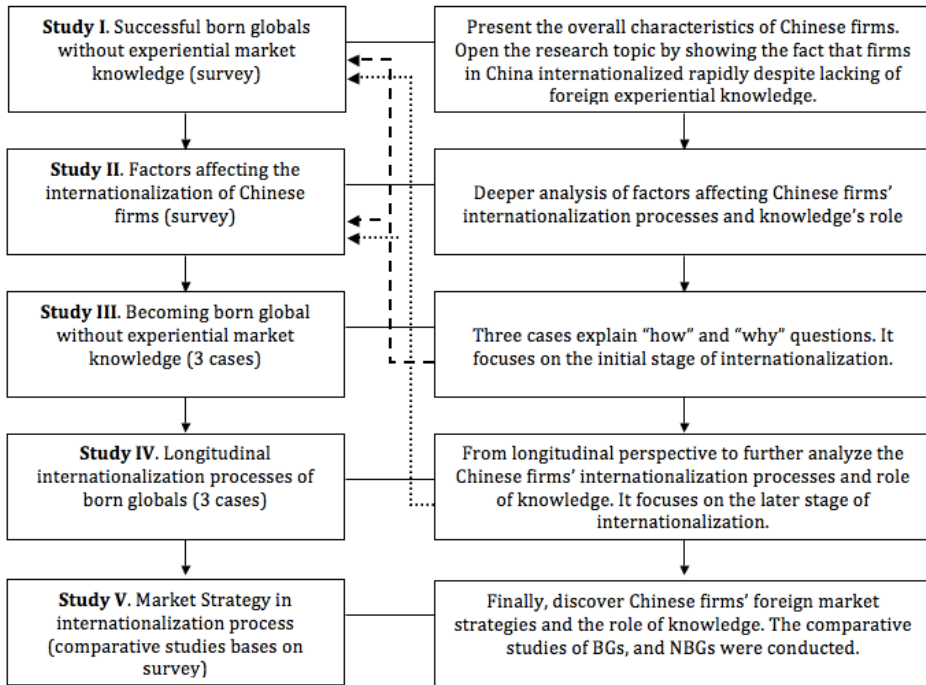 Study I. Successful born globals
without experiential market
knowledge (survey)
Present the overall characteristics of Chinese firms.
Open the research topic by showing the fact that firms
in China internationalized rapidly despite lacking of
foreign experiential knowledge.
Study II. Factors affecting the
internationalization of Chinese
firms (survey)
Deeper analysis of factors affecting Chinese firms’
internationalization processes and knowledge’s role
Study III. Becoming born global
without experiential market
knowledge (3 cases)
Three cases explain “how” and “why” questions. It
focuses on the initial stage of internationalization.
Study IV. Longitudinal
internationalization processes of
born globals (3 cases)
From longitudinal perspective to further analyze the
Chinese firms’ internationalization processes and role
of knowledge. It focuses on the later stage of
internationalization.
Study V. Market Strategy in
internationalization process
(comparative studies bases on
survey)
Finally, discover Chinese firms’ foreign market
strategies and the role of knowledge. The comparative
studies of BGs, and NBGs were conducted.